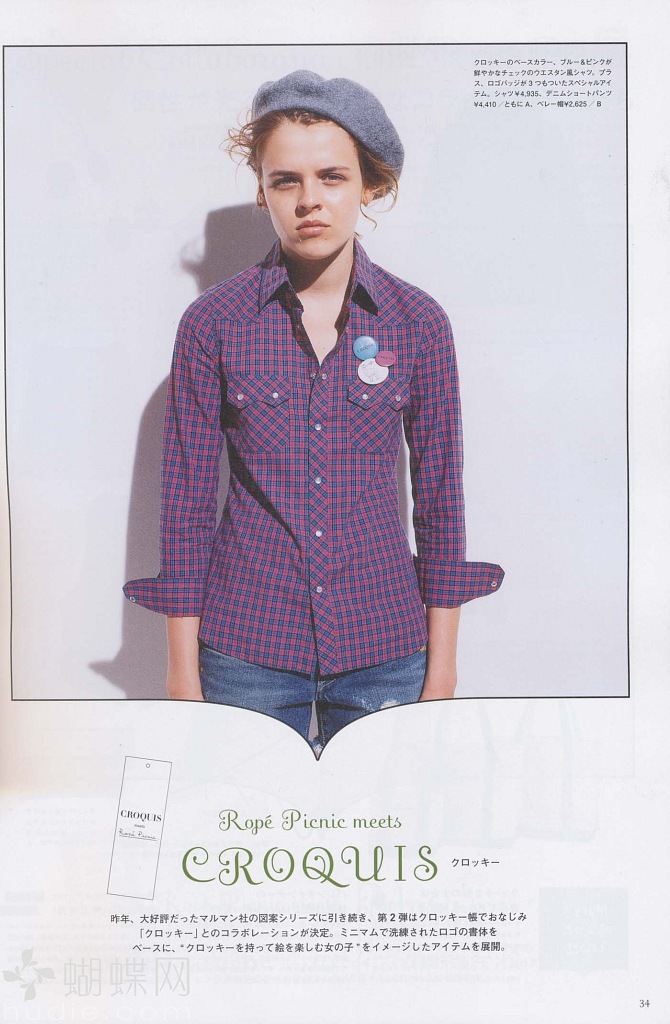 クロッキーのベースカラー、ブルー&ピンクが
鮮やかなチェックのウエスタン風シャツ。プラ
ス、ロゴバッジが3つもついたスペシャルアイ
テム。シャツ¥4,935、デニムショートパンツ
¥4,410/ともにA、ベレー帽¥2,625/B
CROQUIS
meets
Ropé Picnic
Ropé Picnic meets
CROQUIS クロッキー
昨年、大好評だったマルマン社の図案シリーズに引き続き、第2弾はクロッキー帳でおなじみ
「クロッキー」とのコラボレーションが決定。ミニマムで洗練されたロゴの書体を
ベースに、“クロッキーを持って絵を楽しむ女の子”をイメージしたアイテムを展開。
蝴蝶网
hudie.com
34